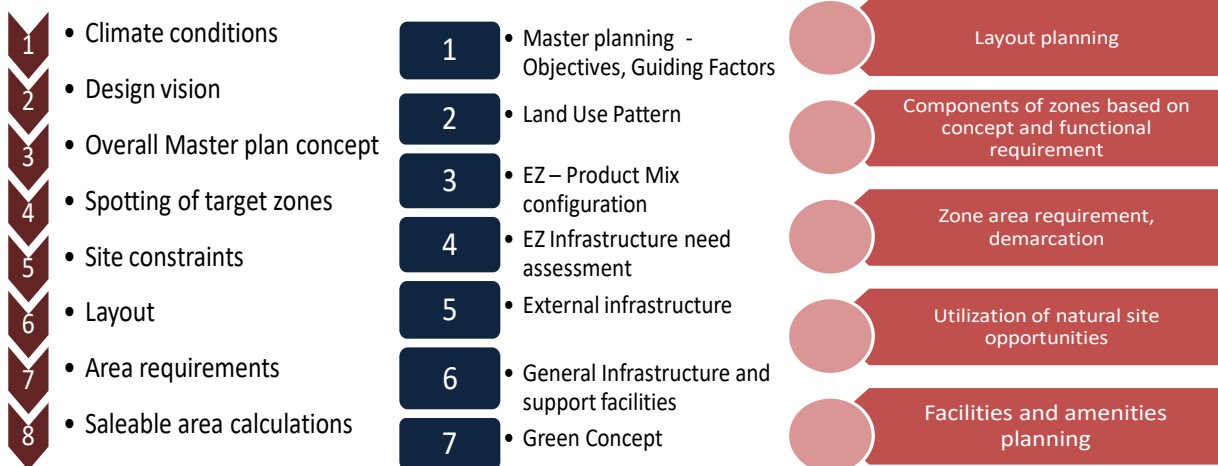 1
• Climate conditions
2
• Design vision
3
• Overall Master plan concept
4
• Spotting of target zones
5
• Site constraints
6
• Layout
7
• Area requirements
8
• Saleable area calculations
1
• Master planning -
Objectives, Guiding Factors
2
• Land Use Pattern
3
• EZ – Product Mix
configuration
4
• EZ Infrastructure need
assessment
5
• External infrastructure
6
• General Infrastructure and
support facilities
7
• Green Concept
Layout planning
Components of zones based on
concept and functional
requirement
Zone area requirement,
demarcation
Utilization of natural site
opportunities
Facilities and amenities
planning